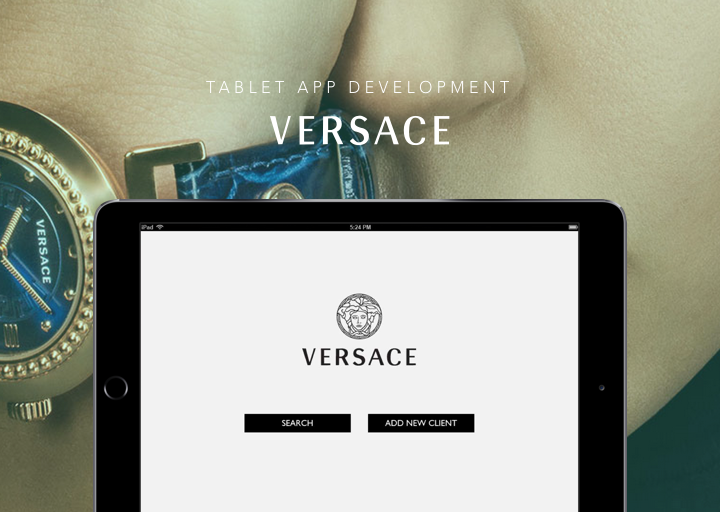 TABLET APP DEVELOPMENT
VERSACE
VERSACE
iPad
5:24 PM
VERSACE
SEARCH
ADD NEW CLIENT